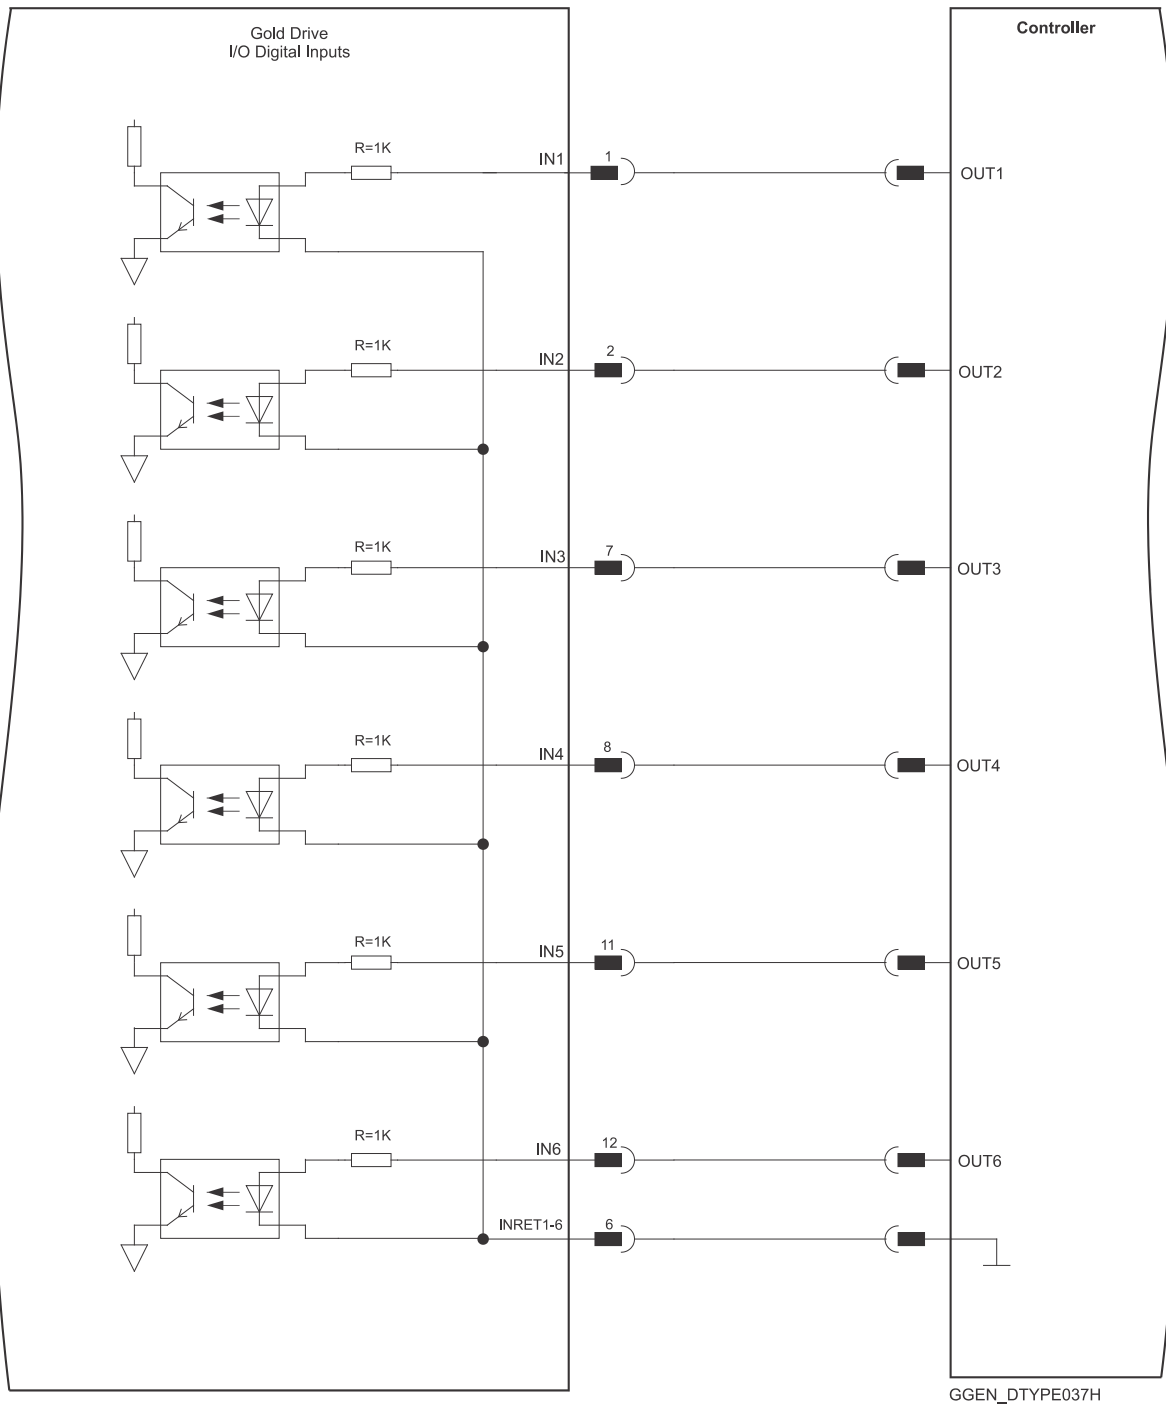 Gold Drive
I/O Digital Inputs
Controller
R=1K
IN1
1
OUT1
R=1K
IN2
2
OUT2
R=1K
IN3
7
OUT3
R=1K
IN4
8
OUT4
R=1K
IN5
11
OUT5
R=1K
IN6
12
OUT6
INRET1-6
6
GGEN_DTYPE037H